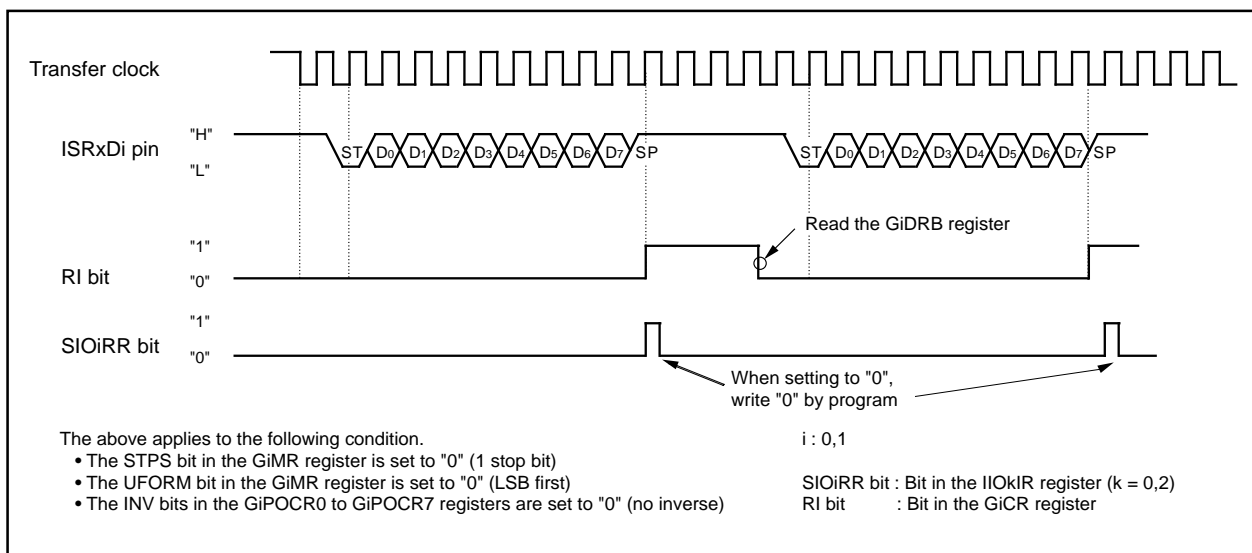 Transfer clock
"H"
ISRxDi pin
"L"
ST D0 D1 D2 D3 D4 D5 D6 D7 SP ST D0 D1 D2 D3 D4 D5 D6 D7 SP
Read the GiDRB register
"1"
RI bit
"0"
"1"
SIOiRR bit
"0"
When setting to "0",
write "0" by program
The above applies to the following condition.
• The STPS bit in the GiMR register is set to "0" (1 stop bit)
• The UFORM bit in the GiMR register is set to "0" (LSB first)
• The INV bits in the GiPOCR0 to GiPOCR7 registers are set to "0" (no inverse)
i : 0,1
SIOiRR bit : Bit in the IIOkIR register (k = 0,2)
RI bit : Bit in the GiCR register